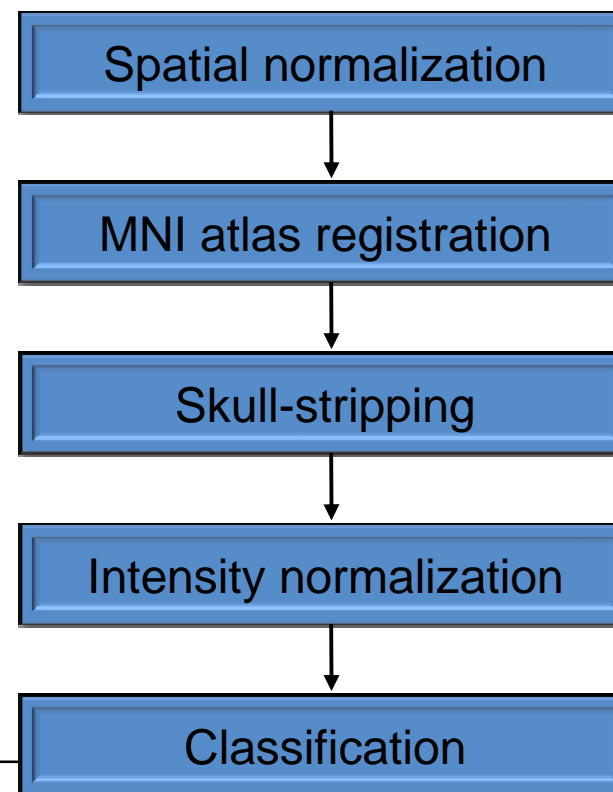 Spatial normalization
MNI atlas registration
Skull-stripping
Intensity normalization
Classification